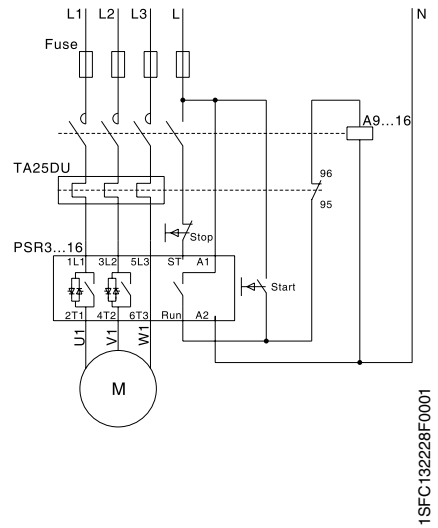 L1 L2 L3 L N
Fuse
A9...16
TA25DU
96
95
Stop
PSR3...16
1L1 3L2 5L3 ST A1
Start
2T1 4T2 6T3 Run A2
U1 V1 W1
M
1SFC132228F0001